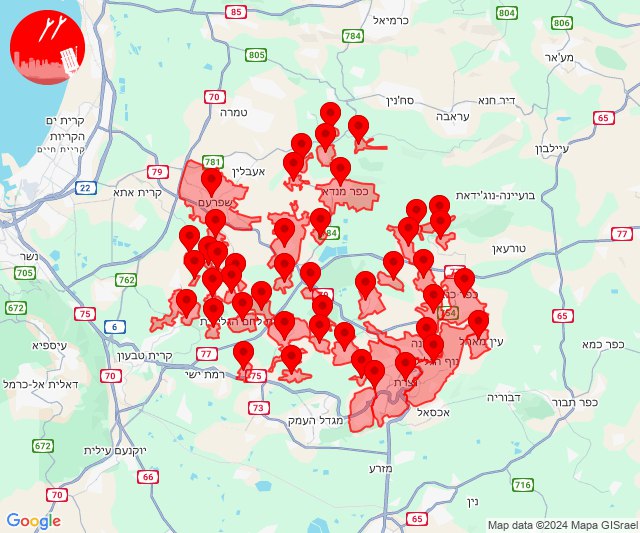 כרמיאל
804
85
806
784
805
מע'אר
סח'נין
דיר חנא
70
טמרה
עראבה
65
קרית ים
הקריות
קרית חיים
עיילבון
781
79
אעבלין
כפר מנדא
22
קרית אתא
שפרעם
בועיינה-נוג'ידאת
84
77
נשר
טורעאן
705
762
77
672
75
754
65
6
עספיא
קרית טבעון
עין מאהל
כפר כמא
77
נוף הגליל
70
רמת ישי
75
נצרת
דאלית אל-כרמל
דבוריה
73
אכסאל
כפר תבור
מגדל העמק
672
יוקנעם עילית
מזרע
66
716
70
נין
65
Google
Map data ©2024 Mapa GISrael